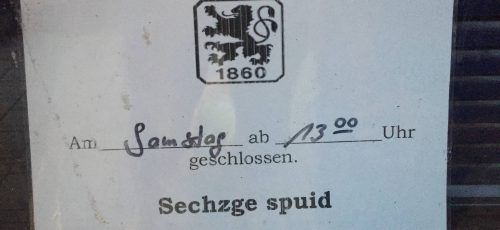 1860
Am Samstag ab 13 00 Uhr
geschlossen.
Sechzge spuid